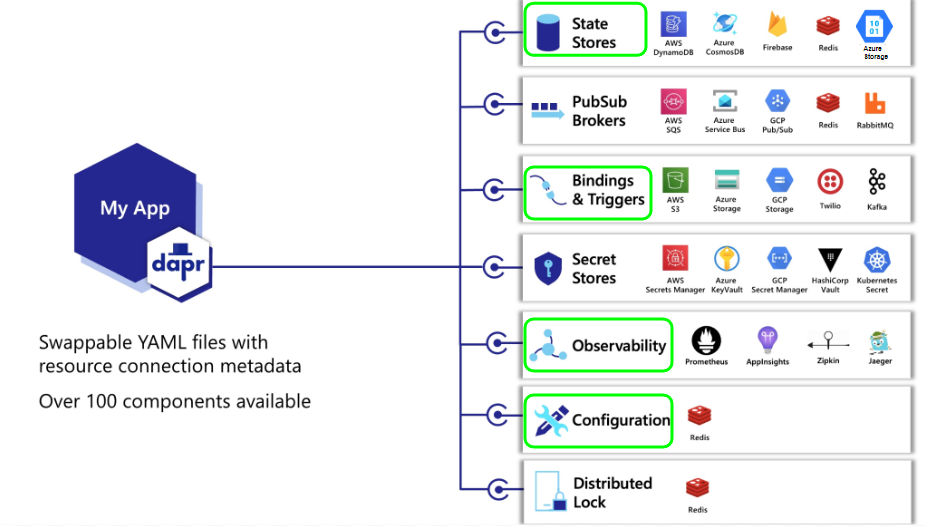 My App
dapr
Swappable YAML files with
resource connection metadata
Over 100 components available
State
Stores
AWS
DynamoDB
Azure
CosmosDB
Firebase
Redis
10
01
Azure
Storage
PubSub
Brokers
AWS
SQS
Azure
Service Bus
GCP
Pub/Sub
Redis
RabbitMQ
Bindings
& Triggers
AWS
S3
Azure
Storage
GCP
Storage
Twilio
Kafka
Secret
Stores
AWS
Secrets Manager
Azure
KeyVault
GCP
Secret Manager
HashiCorp
Vault
Kubernetes
Secret
Observability
Prometheus
AppInsights
Zipkin
Jaeger
Configuration
Redis
Distributed
Lock
Redis